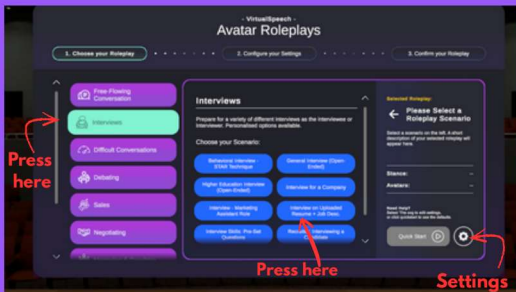 - VirtualSpeech -
Avatar Roleplays
1. Choose your Roleplay
2. Configure your Settings
3. Confirm your Roleplay
Free-Flowing
Conversation
Interviews
Difficult Conversations
Debating
Sales
Negotiating
Interviews
Prepare for a variety of different interviews as the Interviewee or
Interviewer. Personalised options available.
Choose your Scenario:
Behavioral Interview -
STAR Technique
General Interview (Open-
Ended)
Higher Education Interview
(Open-Ended)
Interview for a Company
Interview - Marketing
Assistant Role
Interview on Uploaded
Resume + Job Desc.
Interview Skills: Pre-Set
Questions
Interviewing a
Candidate
Selected Roleplay:
Please Select a
Roleplay Scenario
Select a scenario on the left. A short
description of your selected roleplay will
appear here.
Stance: -
Avatars: -
Need Help?
Quick Start
Press
here
Press here
Settings